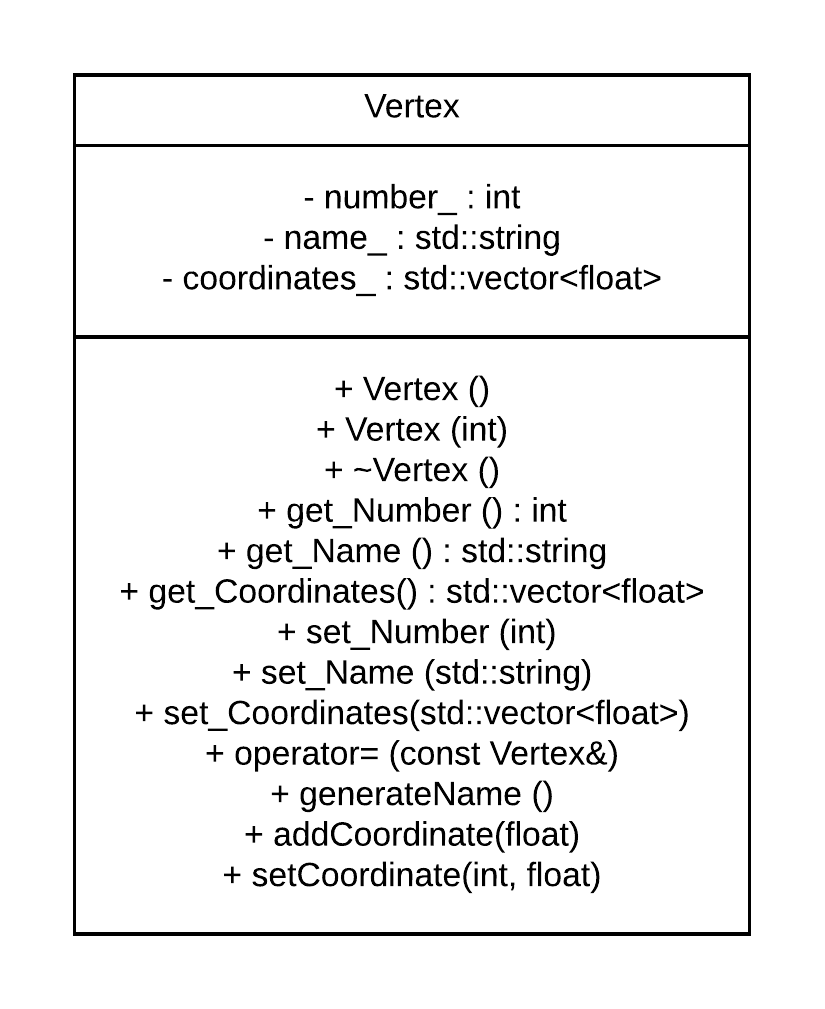 Vertex
- number_ : int
- name_ : std::string
- coordinates_ : std::vector<float>
+ Vertex ()
+ Vertex (int)
+ ~Vertex ()
+ get_Number () : int
+ get_Name () : std::string
+ get_Coordinates() : std::vector<float>
+ set_Number (int)
+ set_Name (std::string)
+ set_Coordinates(std::vector<float>)
+ operator= (const Vertex&)
+ generateName ()
+ addCoordinate(float)
+ setCoordinate(int, float)